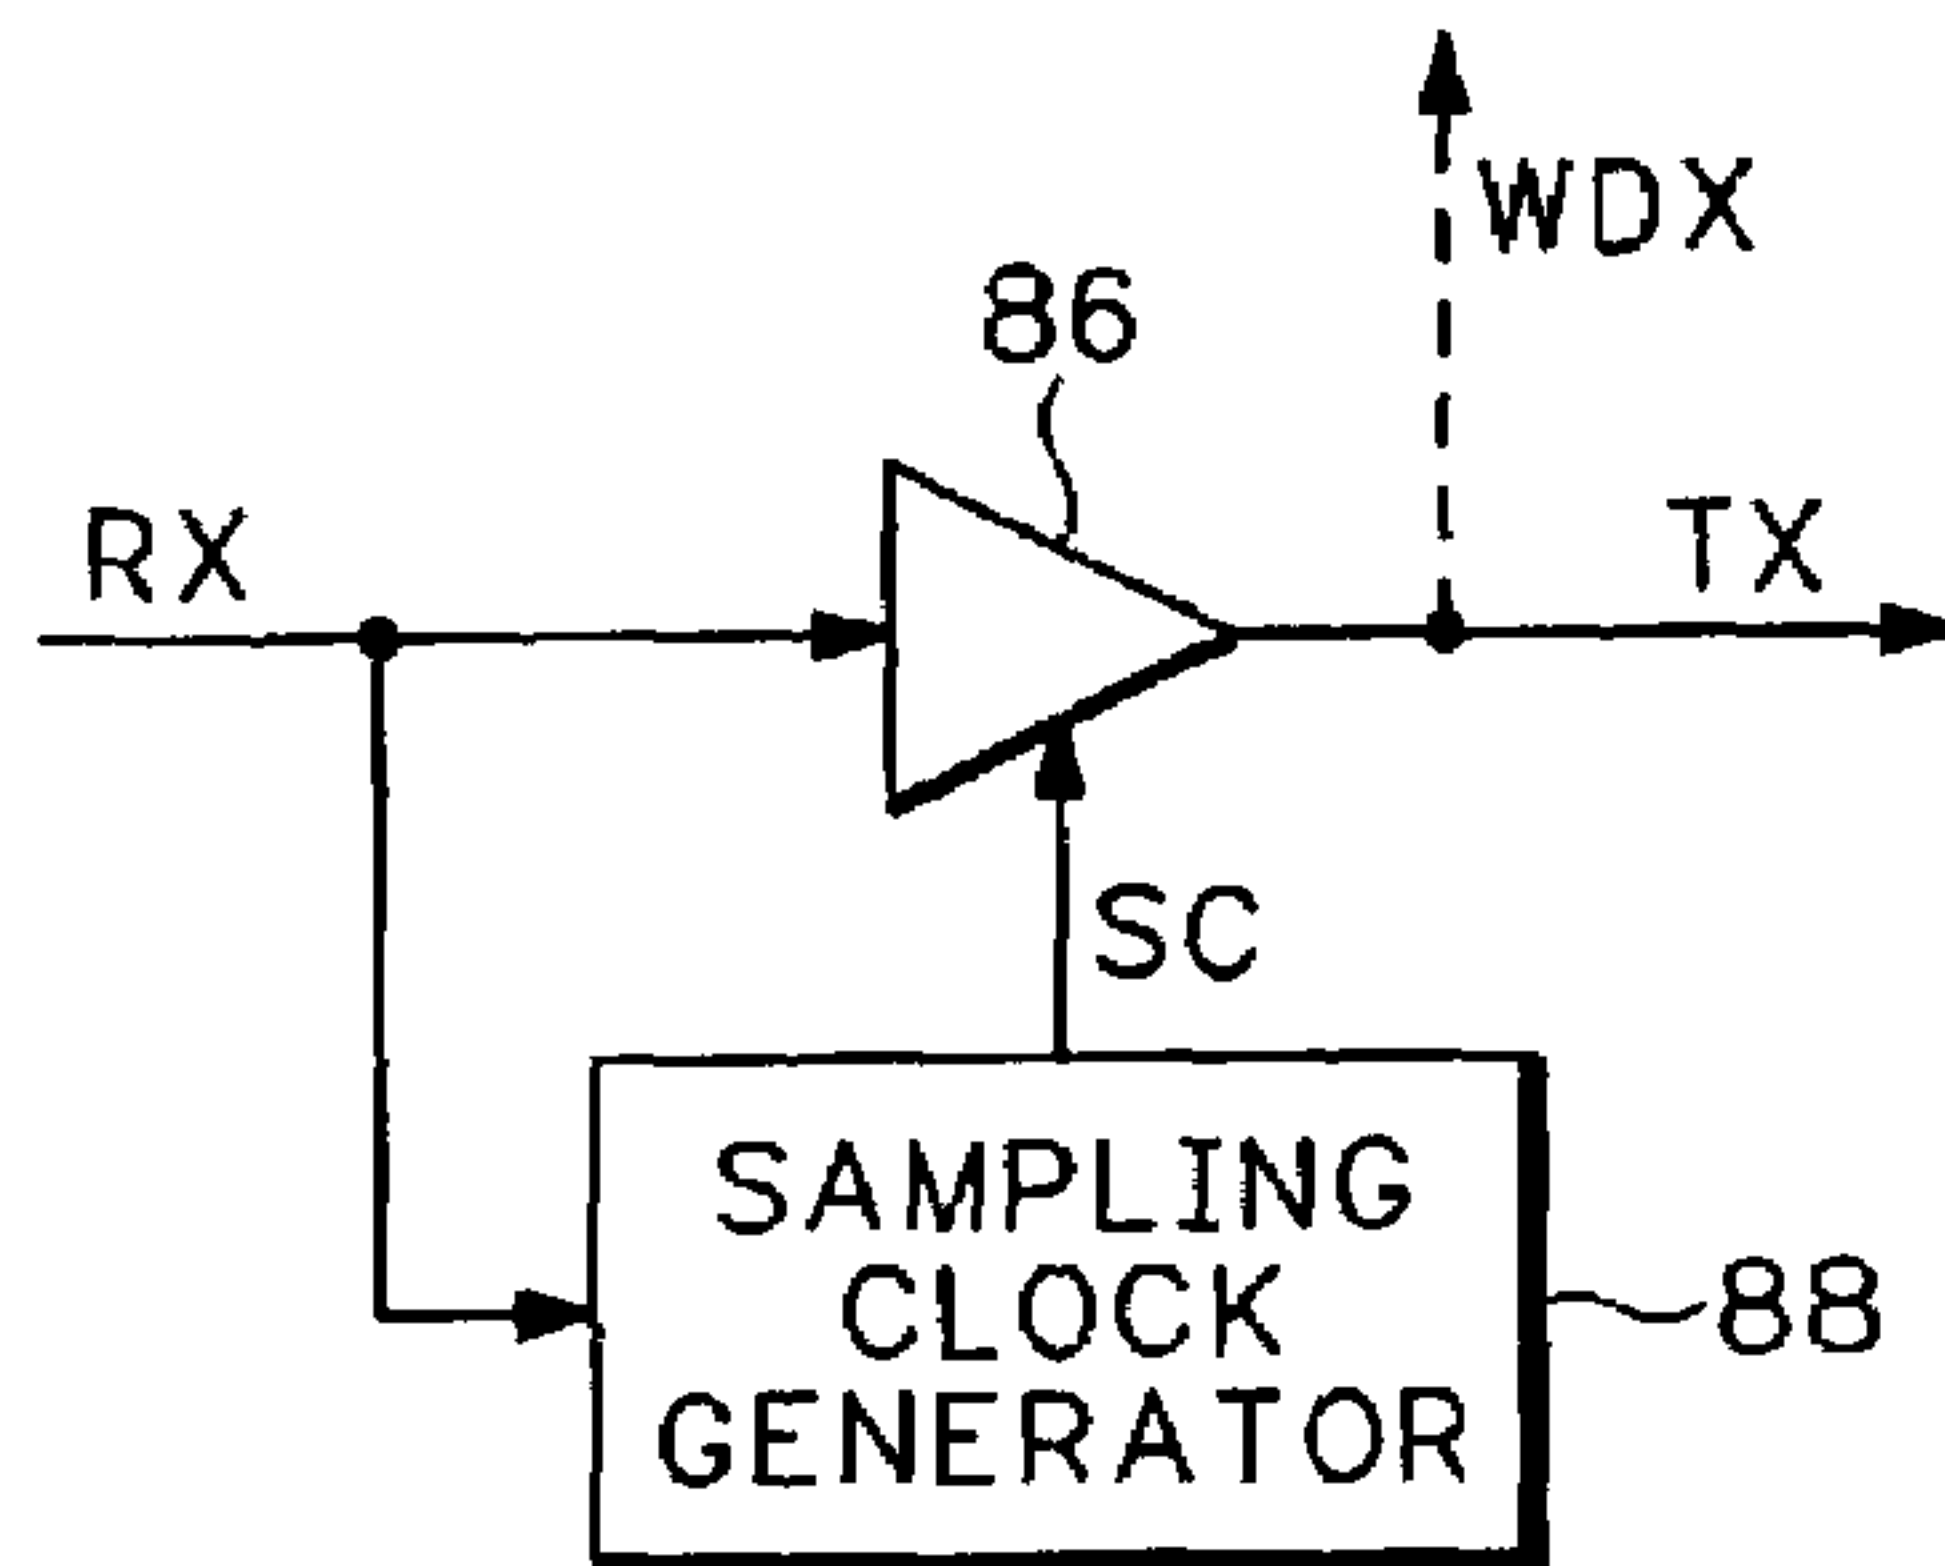 WDX
86
RX
TX
SC
SAMPLING
CLOCK
GENERATOR
88